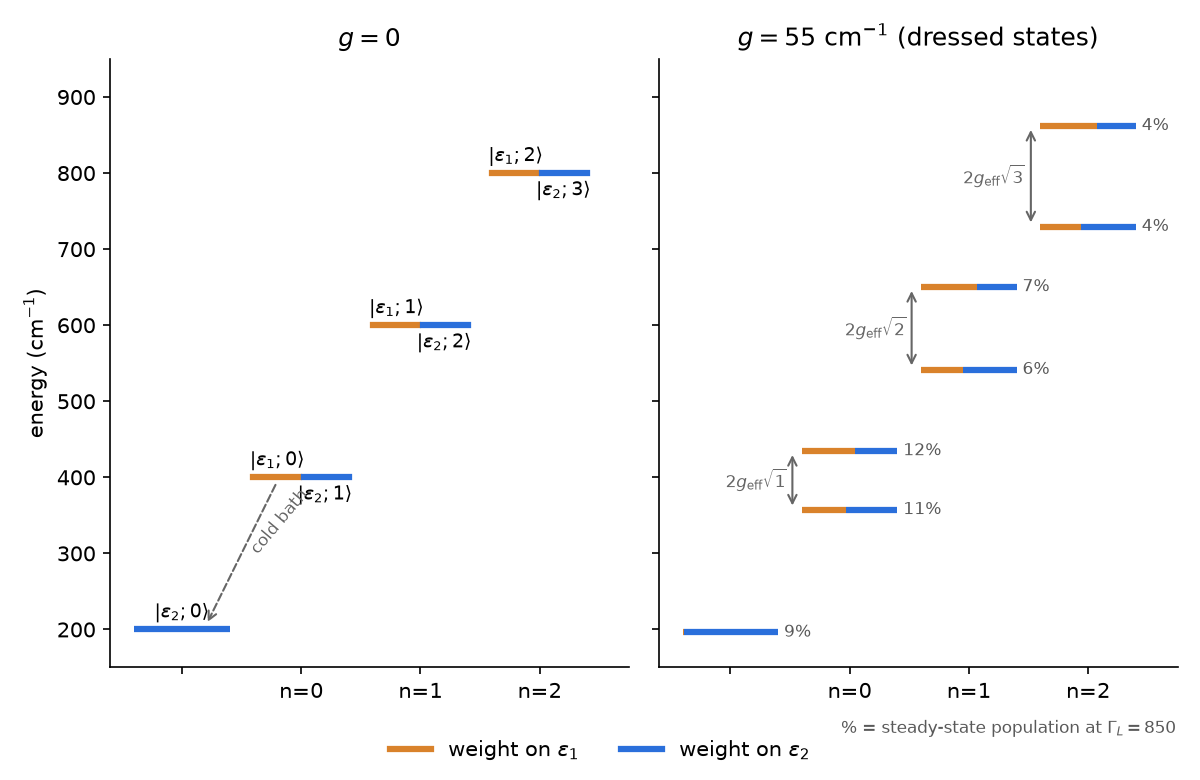 g = 0
g = 55 cm⁻¹ (dressed states)
energy (cm⁻¹)
900
800
700
600
500
400
300
200
|ε₁; 2⟩
|ε₂; 3⟩
|ε₁; 1⟩
|ε₂; 2⟩
|ε₁; 0⟩
|ε₂; 1⟩
cold bath
|ε₂; 0⟩
n=0
n=1
n=2
4%
2g_eff√3
4%
7%
2g_eff√2
6%
12%
2g_eff√1
11%
9%
n=0
n=1
n=2
% = steady-state population at Γ_L = 850
weight on ε₁
weight on ε₂